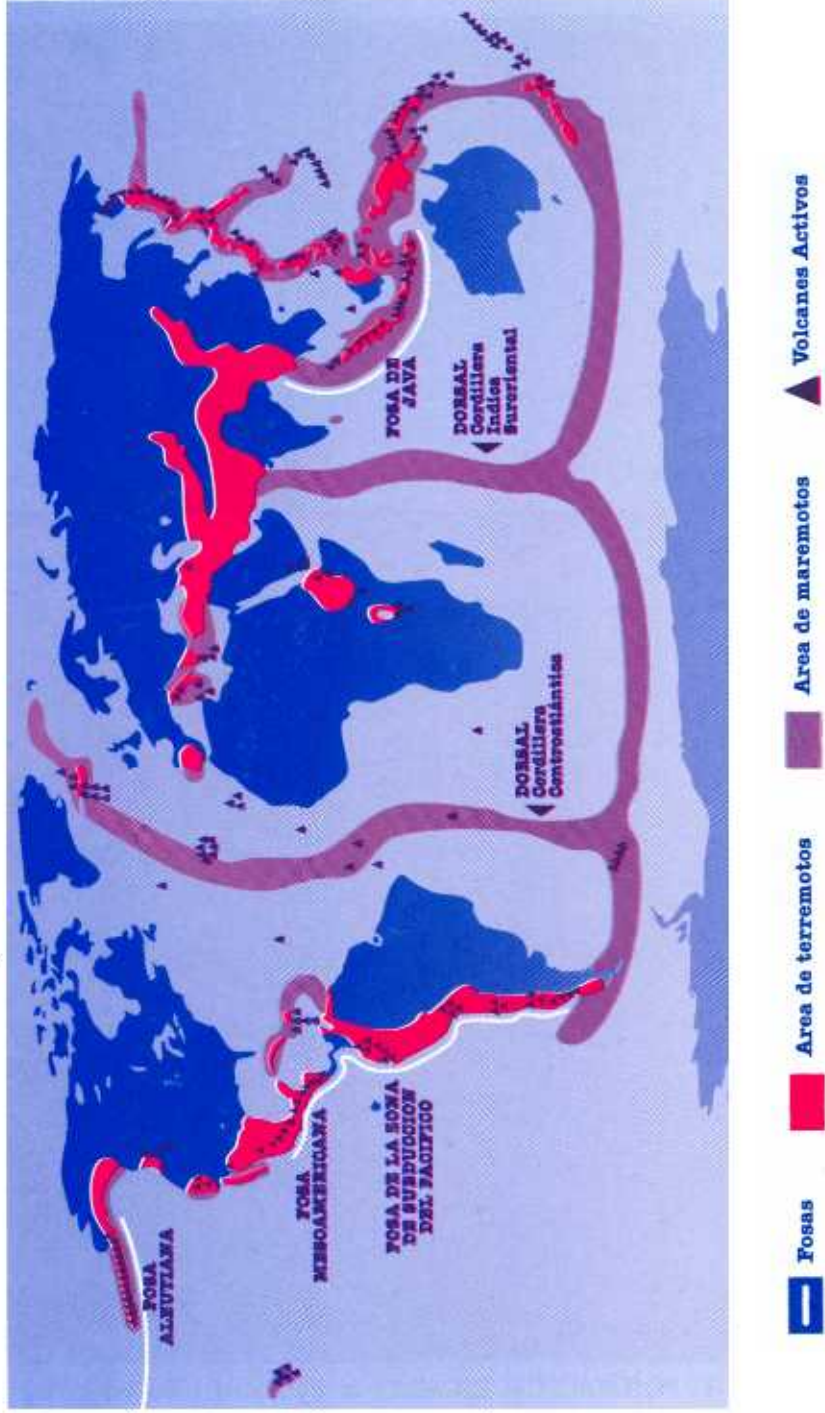 FOSA
ALEUTIANA
FOSA
MESOAMERICANA
FOSA DE LA ZONA
DE SUBDUCCION
DEL PACIFICO
DORSAL
Cordillera
Centroatlántica
FOSA DE
JAVA
DORSAL
Cordillera
Indica
Suroriental
Fosas
Area de terremotos
Area de maremotos
Volcanes Activos